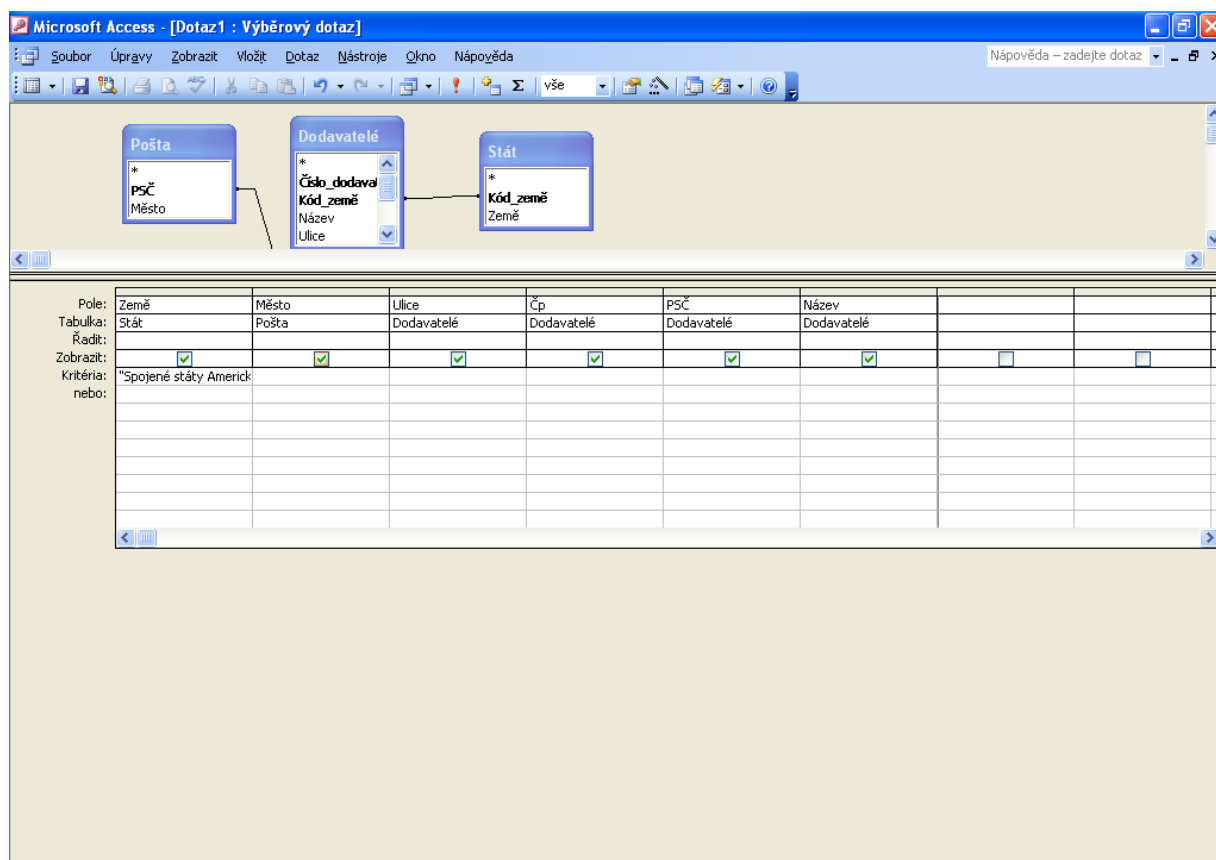 Microsoft Access - [Dotaz1 : Výběrový dotaz]
Soubor Úpravy Zobrazit Vložit Dotaz Nástroje Okno Nápověda Nápověda – zadejte dotaz
ABC Σ vše
Pošta
*
PSČ
Město
Dodavatelé
*
Číslo_dodavat
Kód_země
Název
Ulice
Stát
*
Kód_země
Země
Pole: Země Město Ulice Čp PSČ Název
Tabulka: Stát Pošta Dodavatelé Dodavatelé Dodavatelé Dodavatelé
Řadit:
Zobrazit:
Kritéria: "Spojené státy Americk
nebo: